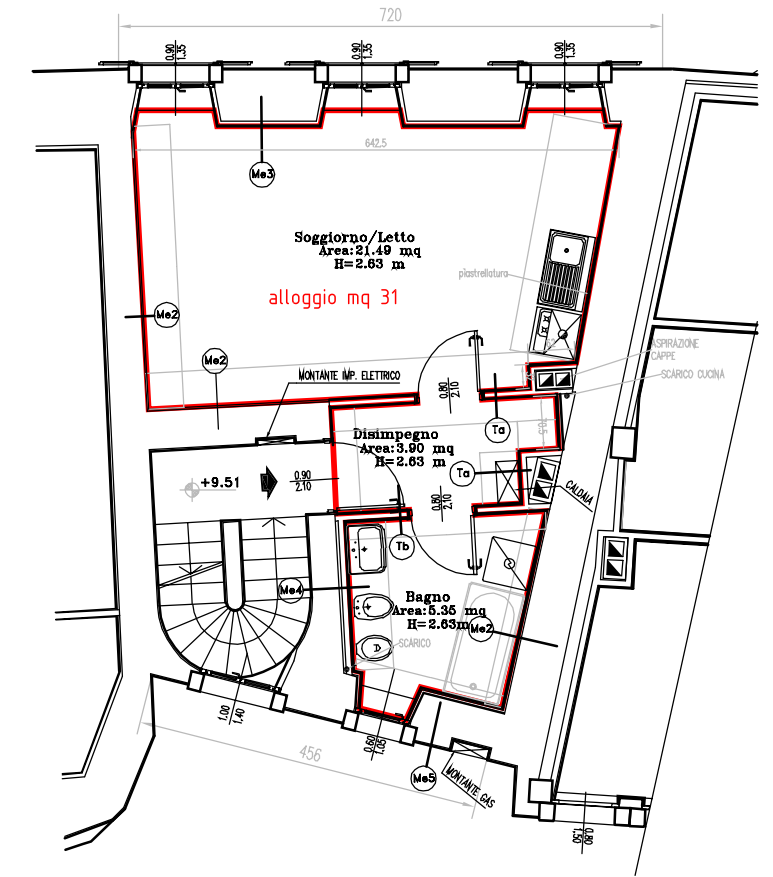 720
0.90
1.35
0.90
1.35
0.90
1.35
642.5
Me3
Soggiorno/Letto
Area:21.49 mq
H=2.63 m
piastrellatura
alloggio mq 31
Me2
Me2
ASPIRAZIONE
CAPPE
SCARICO CUCINA
MONTANTE IMP. ELETTRICO
0.80
2.10
Ta
Disimpegno
Area:3.90 mq
H=2.63 m
Ta
+9.51
0.90
2.10
0.80
2.10
CALDAIA
Tb
Me4
Bagno
Area:5.35 mq
H=2.63m
Me2
D
SCARICO
1.00
1.40
0.60
1.05
456
Me5
MONTANTE GAS
0.80
1.50